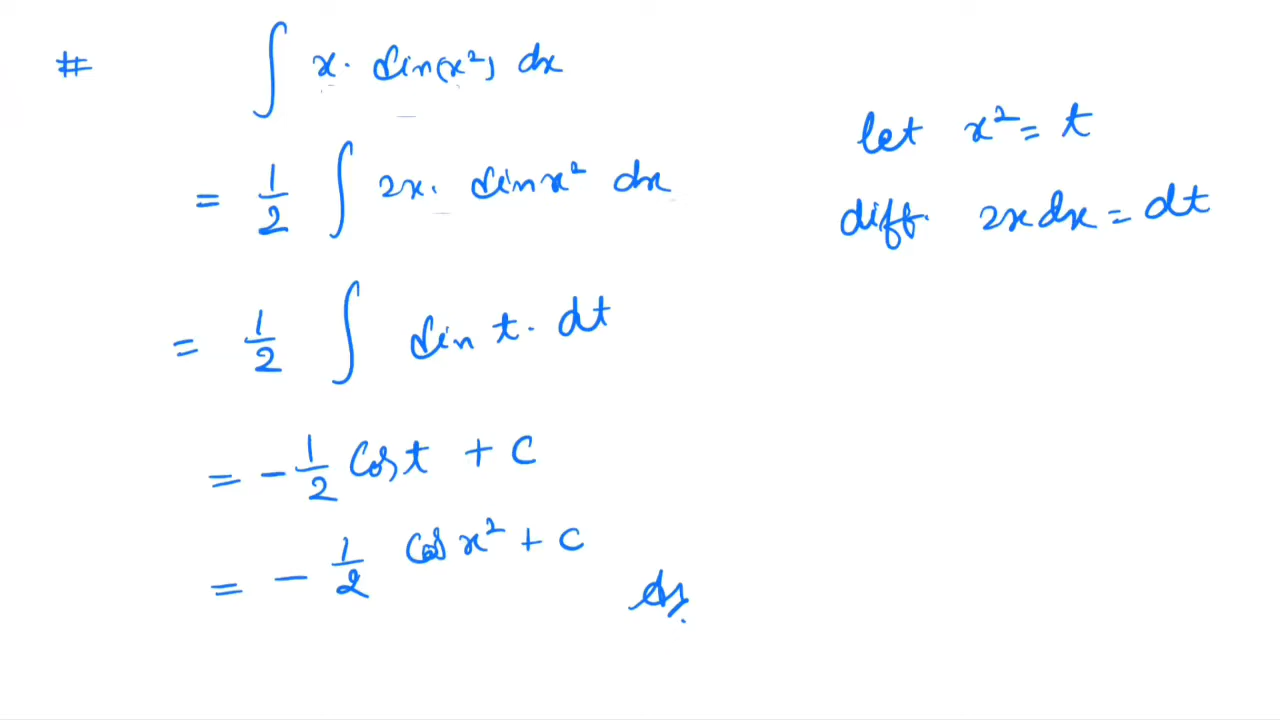 # ∫ x. sin(x²) dx
= 1/2 ∫ 2x. sin x² dx
= 1/2 ∫ sin t. dt
= -1/2 cos t + c
= - 1/2 cos x² + c
let x² = t
diff. 2x dx = dt